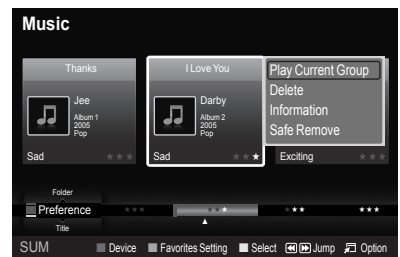 Music
Thanks
Jee
Album 1
2005
Pop
Sad
I Love You
Darby
Album 2
2005
Pop
Sad
Play Current Group
Delete
Information
Safe Remove
Exciting
Folder
Preference
Title
SUM Device Favorites Setting Select Jump Option